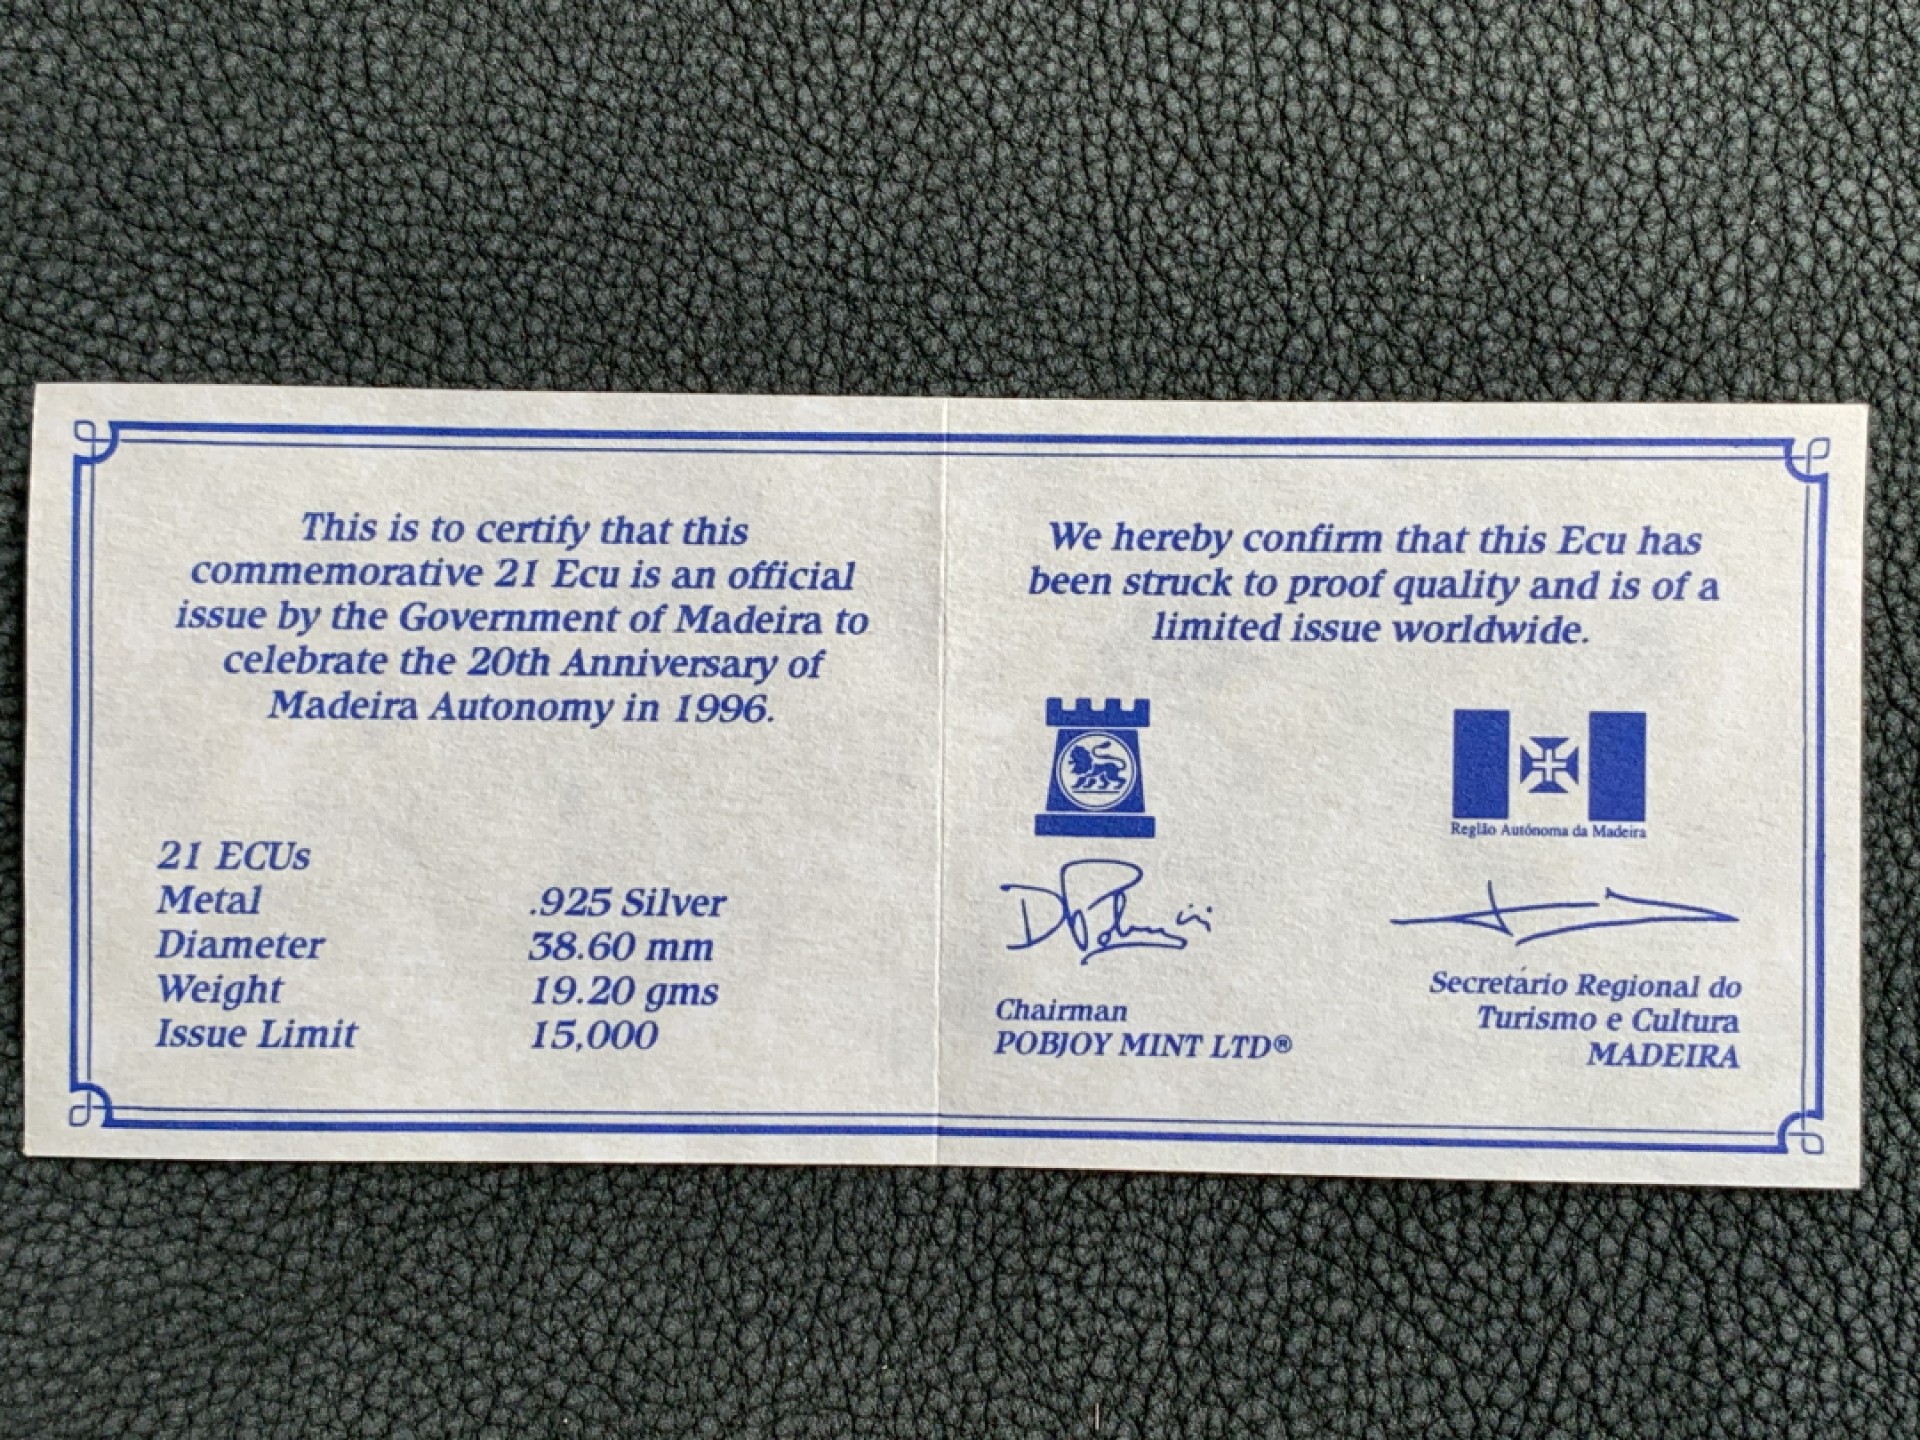 This is to certify that this
commemorative 21 Ecu is an official
issue by the Government of Madeira to
celebrate the 20th Anniversary of
Madeira Autonomy in 1996.
21 ECUs
Metal .925 Silver
Diameter 38.60 mm
Weight 19.20 gms
Issue Limit 15,000
We hereby confirm that this Ecu has
been struck to proof quality and is of a
limited issue worldwide.
Região Autónoma da Madeira
Chairman
POBJOY MINT LTD®
Secretário Regional do
Turismo e Cultura
MADEIRA